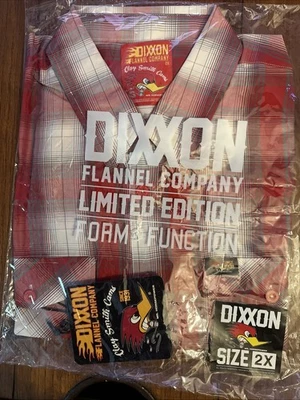 DIXXON
FLANNEL COMPANY
Clay Smith Cams
DIXXON
FLANNEL COMPANY
LIMITED EDITION
FORM & FUNCTION
DIXXON
FLANNEL COMPANY
Clay Smith Cams
DIXXON
SIZE 2X